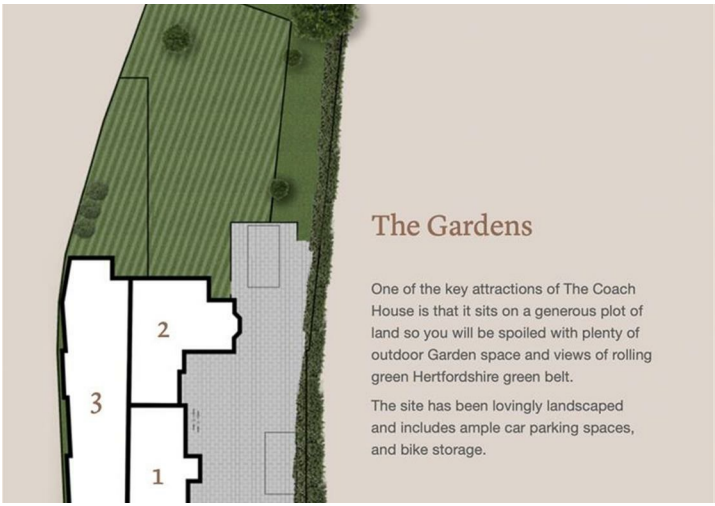 The Gardens
One of the key attractions of The Coach
House is that it sits on a generous plot of
land so you will be spoiled with plenty of
outdoor Garden space and views of rolling
green Hertfordshire green belt.
The site has been lovingly landscaped
and includes ample car parking spaces,
and bike storage.
2
3
1